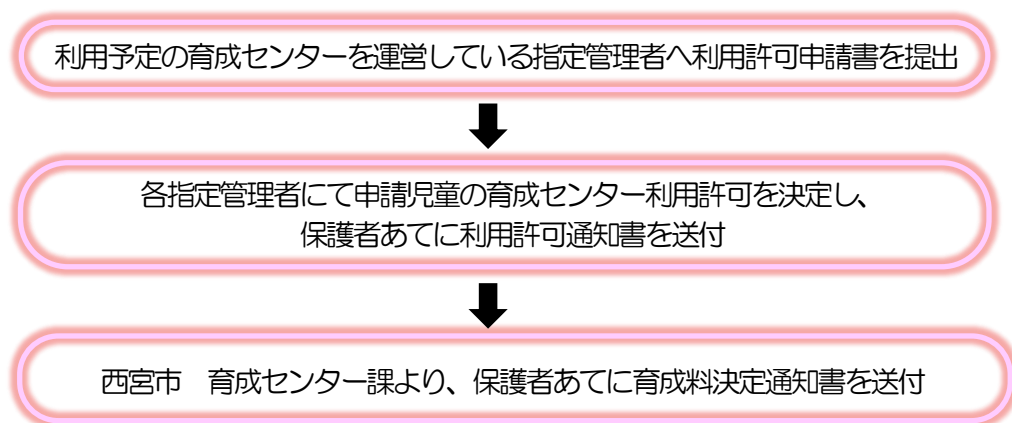 利用予定の育成センターを運営している指定管理者へ利用許可申請書を提出
各指定管理者にて申請児童の育成センター利用許可を決定し、
保護者あてに利用許可通知書を送付
西宮市　育成センター課より、保護者あてに育成料決定通知書を送付